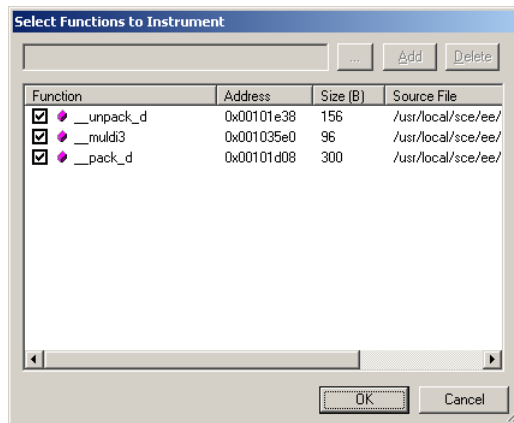 Select Functions to Instrument
... Add Delete
Function Address Size (B) Source File
__unpack_d 0x00101e38 156 /usr/local/sce/ee/
__muldi3 0x001035e0 96 /usr/local/sce/ee/
__pack_d 0x00101d08 300 /usr/local/sce/ee/
OK Cancel